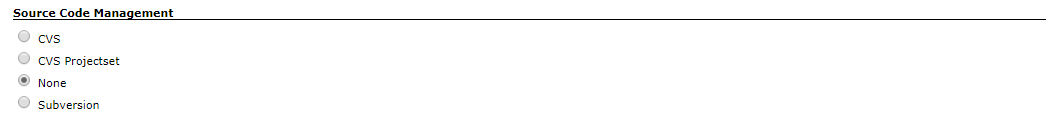 Source Code Management
CVS
CVS Projectset
None
Subversion